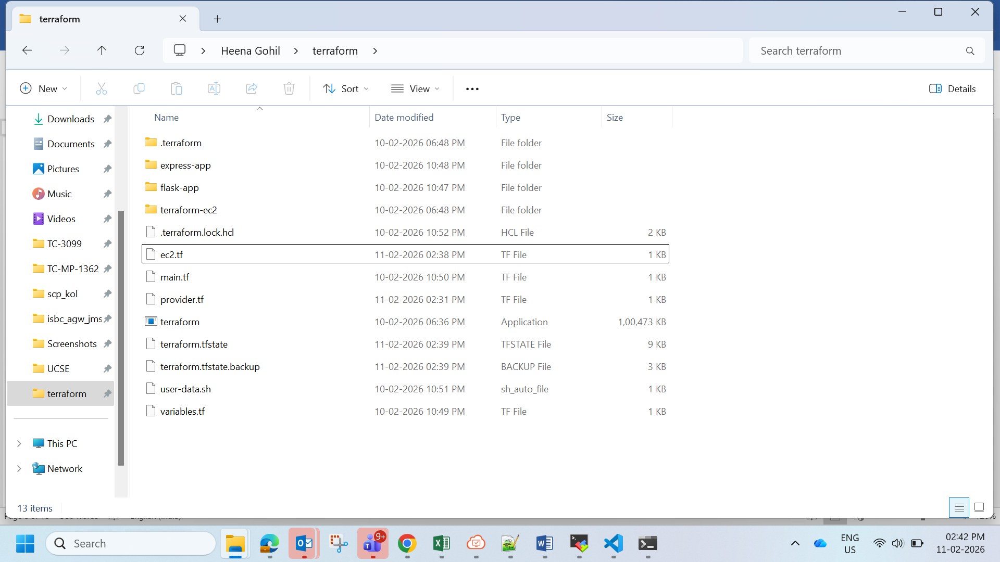 terraform
Heena Gohil
terraform
Search terraform
New
Sort
View
Details
Downloads
Documents
Pictures
Music
Videos
TC-3099
TC-MP-1362
scp_kol
isbc_agw_jms
Screenshots
UCSE
terraform
This PC
Network
Name Date modified Type Size
.terraform 10-02-2026 06:48 PM File folder
express-app 10-02-2026 10:48 PM File folder
flask-app 10-02-2026 10:47 PM File folder
terraform-ec2 10-02-2026 06:48 PM File folder
.terraform.lock.hcl 10-02-2026 10:52 PM HCL File 2 KB
ec2.tf 11-02-2026 02:38 PM TF File 1 KB
main.tf 10-02-2026 10:50 PM TF File 1 KB
provider.tf 11-02-2026 02:31 PM TF File 1 KB
terraform 10-02-2026 06:36 PM Application 1,00,473 KB
terraform.tfstate 11-02-2026 02:39 PM TFSTATE File 9 KB
terraform.tfstate.backup 11-02-2026 02:39 PM BACKUP File 3 KB
user-data.sh 10-02-2026 10:51 PM sh_auto_file 1 KB
variables.tf 10-02-2026 10:49 PM TF File 1 KB
13 items
Search
9+
ENG
US
02:42 PM
11-02-2026